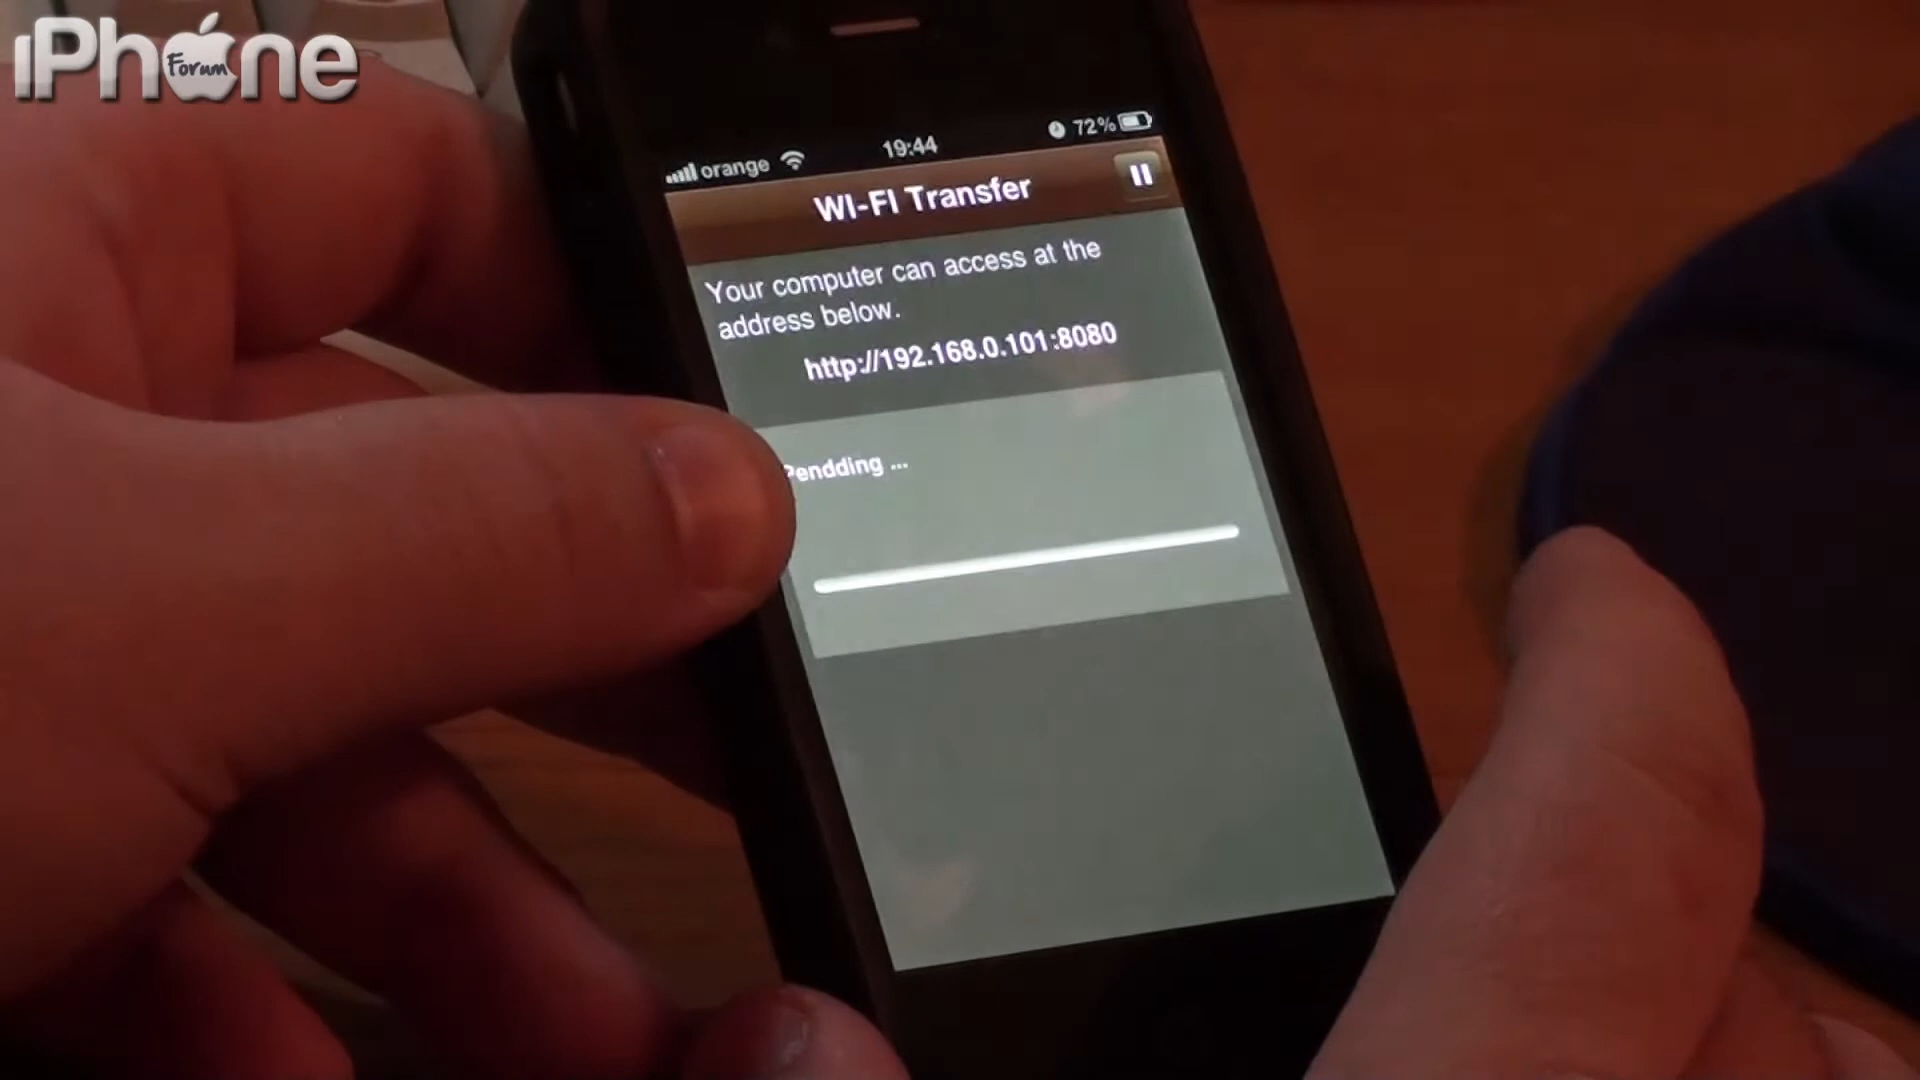 iPhone
Forum
orange 19:44 72%
WI-FI Transfer
Your computer can access at the
address below.
http://192.168.0.101:8080
Pendding ...